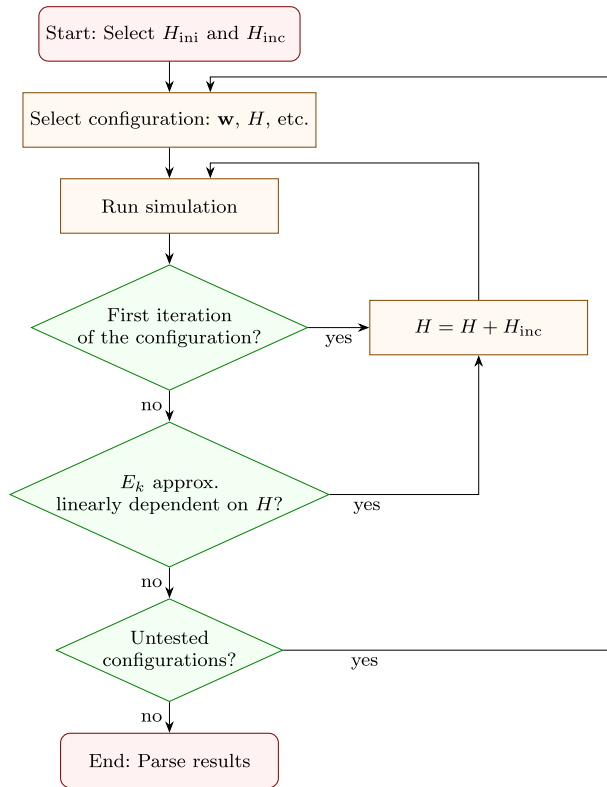 Start: Select H_ini and H_inc
Select configuration: w, H, etc.
Run simulation
First iteration
of the configuration?
yes
H = H + H_inc
no
E_k approx.
linearly dependent on H?
yes
no
Untested
configurations?
yes
no
End: Parse results